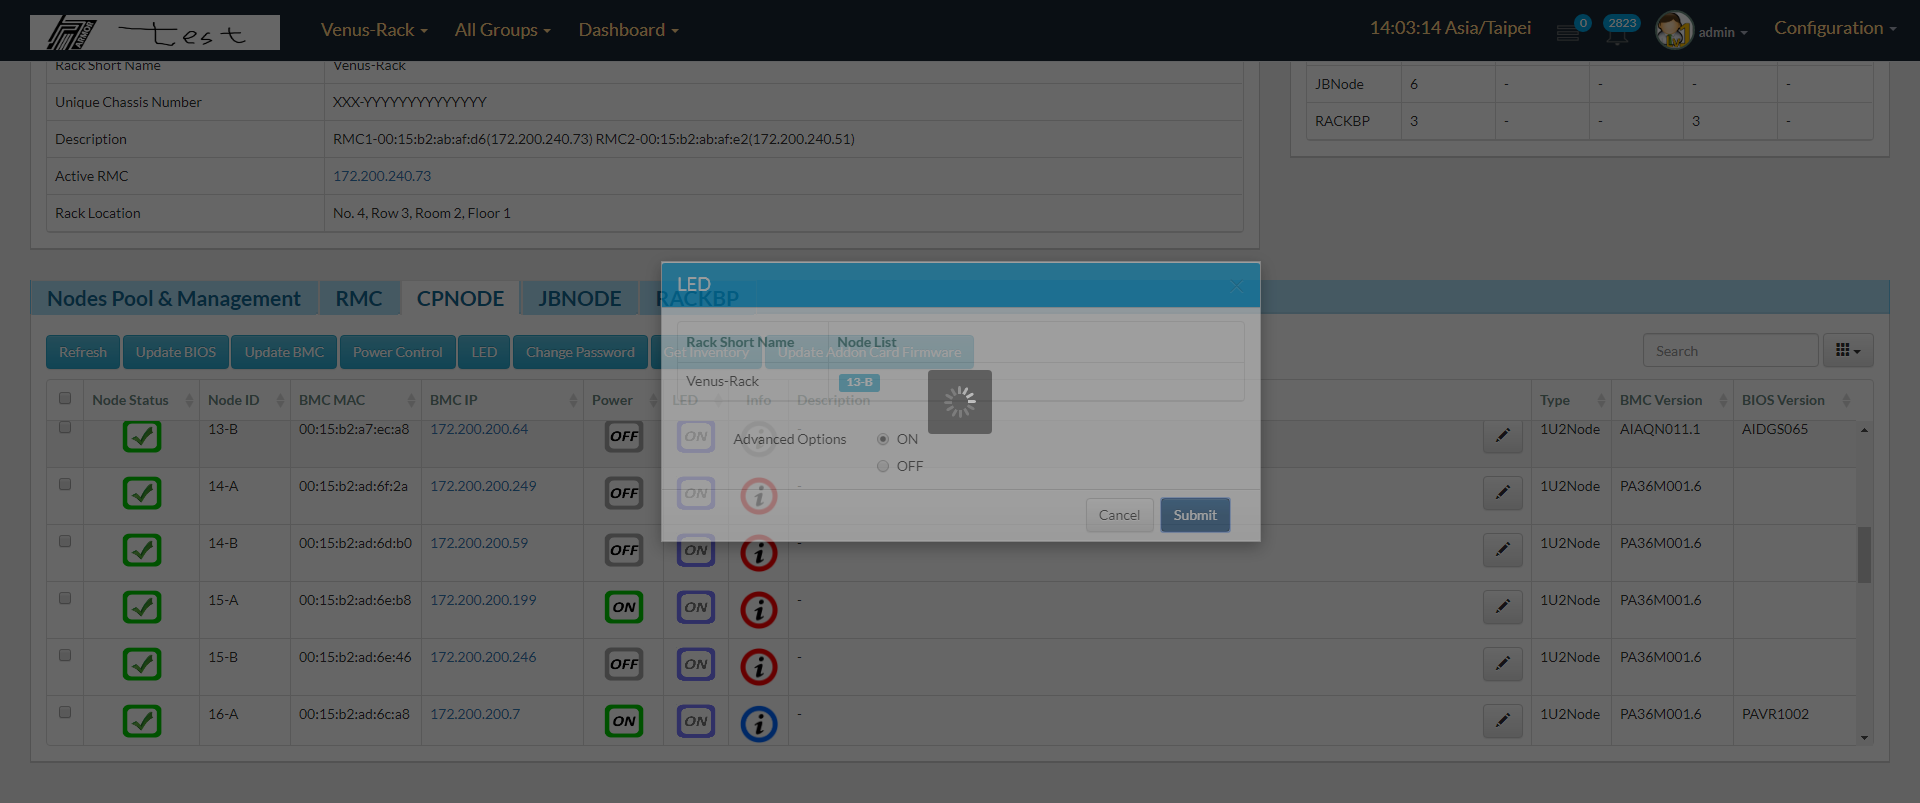 ARMOR test Venus-Rack All Groups Dashboard 14:03:14 Asia/Taipei 0 2823 admin Configuration
Rack Short Name Venus-Rack
Unique Chassis Number XXX-YYYYYYYYYYYYYY
Description RMC1-00:15:b2:ab:af:d6(172.200.240.73) RMC2-00:15:b2:ab:af:e2(172.200.240.51)
Active RMC 172.200.240.73
Rack Location No. 4, Row 3, Room 2, Floor 1
JBNode 6 - - - -
RACKBP 3 - - 3 -
Nodes Pool & Management RMC CPNODE JBNODE RACKBP
Refresh Update BIOS Update BMC Power Control LED Change Password Get Inventory Update Addon Card Firmware Search
Node Status Node ID BMC MAC BMC IP Power LED Info Description Type BMC Version BIOS Version
13-B 00:15:b2:a7:ec:a8 172.200.200.64 OFF ON - 1U2Node AIAQN011.1 AIDGS065
14-A 00:15:b2:ad:6f:2a 172.200.200.249 OFF ON i - 1U2Node PA36M001.6
14-B 00:15:b2:ad:6d:b0 172.200.200.59 OFF ON i - 1U2Node PA36M001.6
15-A 00:15:b2:ad:6e:b8 172.200.200.199 ON ON i - 1U2Node PA36M001.6
15-B 00:15:b2:ad:6e:46 172.200.200.246 OFF ON i - 1U2Node PA36M001.6
16-A 00:15:b2:ad:6c:a8 172.200.200.7 ON ON i - 1U2Node PA36M001.6 PAVR1002
LED
Rack Short Name Node List
Venus-Rack 13-B
Advanced Options ON
OFF
Cancel Submit